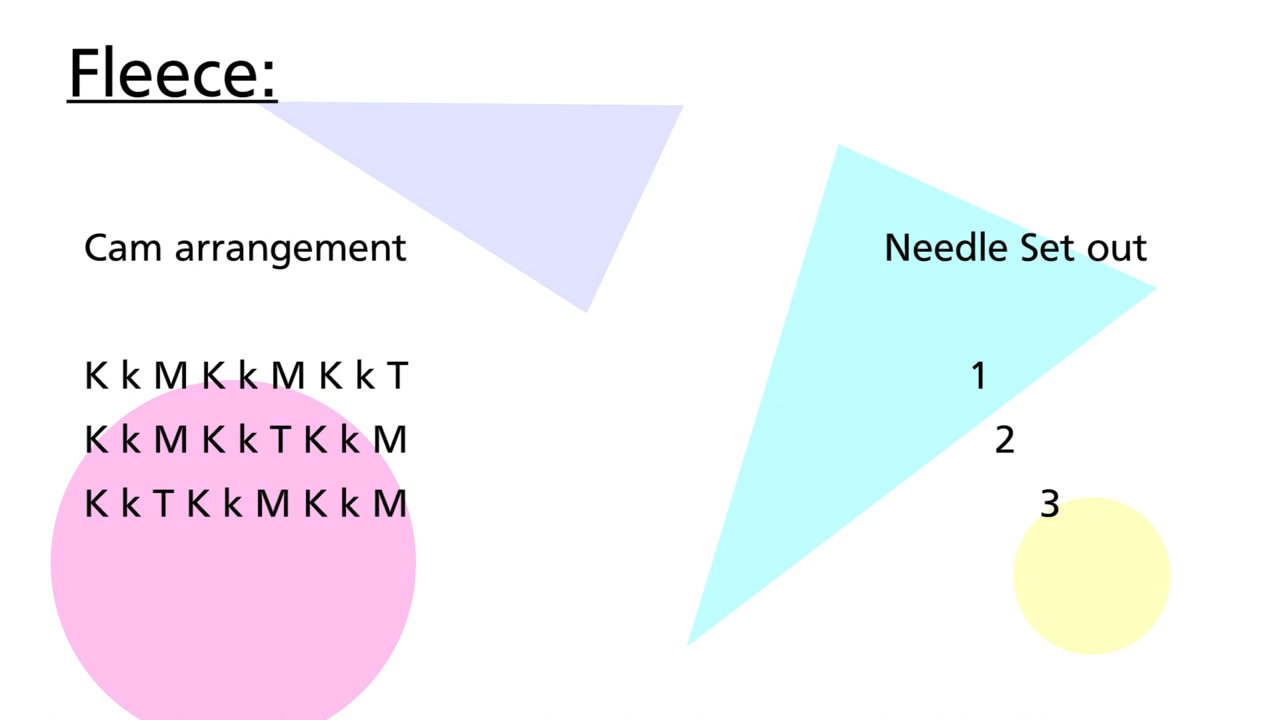 Fleece:
Cam arrangement
Needle Set out
K k M K k M K k T
1
K k M K k T K k M
2
K k T K k M K k M
3